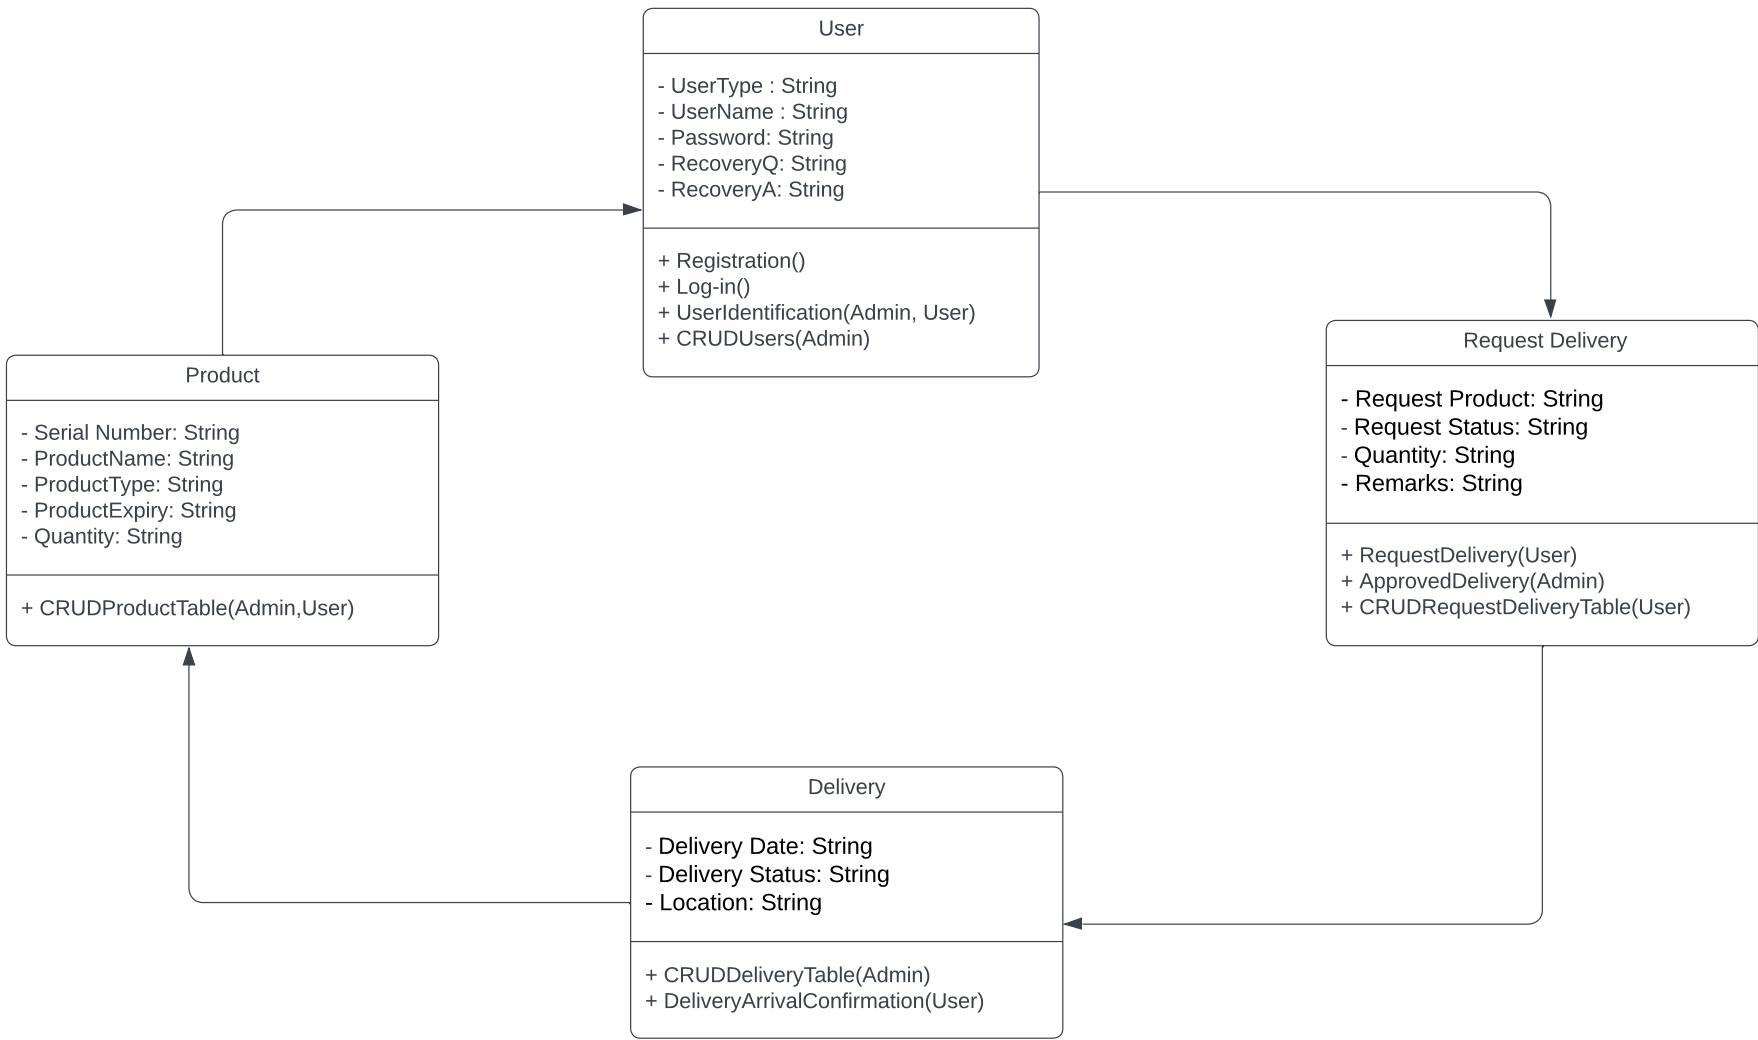 User
- UserType : String
- UserName : String
- Password: String
- RecoveryQ: String
- RecoveryA: String
+ Registration()
+ Log-in()
+ UserIdentification(Admin, User)
+ CRUDUsers(Admin)
Product
- Serial Number: String
- ProductName: String
- ProductType: String
- ProductExpiry: String
- Quantity: String
+ CRUDProductTable(Admin,User)
Request Delivery
- Request Product: String
- Request Status: String
- Quantity: String
- Remarks: String
+ RequestDelivery(User)
+ ApprovedDelivery(Admin)
+ CRUDRequestDeliveryTable(User)
Delivery
- Delivery Date: String
- Delivery Status: String
- Location: String
+ CRUDDeliveryTable(Admin)
+ DeliveryArrivalConfirmation(User)